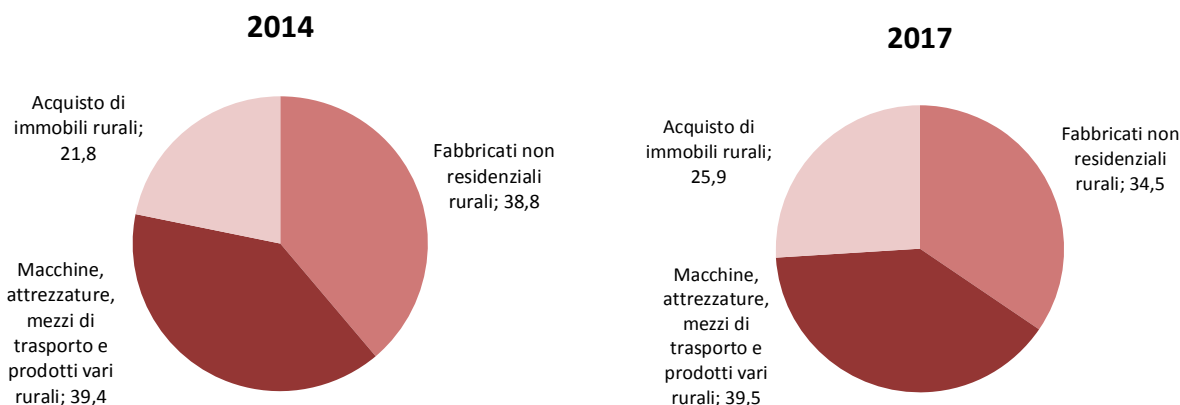 2014
Acquisto di
immobili rurali;
21,8
Fabbricati non
residenziali
rurali; 38,8
Macchine,
attrezzature,
mezzi di
trasporto e
prodotti vari
rurali; 39,4
2017
Acquisto di
immobili rurali;
25,9
Fabbricati non
residenziali
rurali; 34,5
Macchine,
attrezzature,
mezzi di
trasporto e
prodotti vari
rurali; 39,5